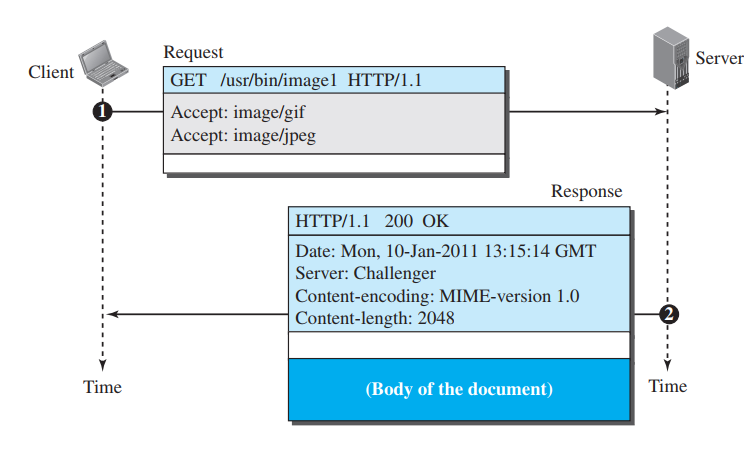 Request
Client
Server
GET /usr/bin/image1 HTTP/1.1
1
Accept: image/gif
Accept: image/jpeg
Response
HTTP/1.1 200 OK
Date: Mon, 10-Jan-2011 13:15:14 GMT
Server: Challenger
Content-encoding: MIME-version 1.0
Content-length: 2048
2
(Body of the document)
Time
Time